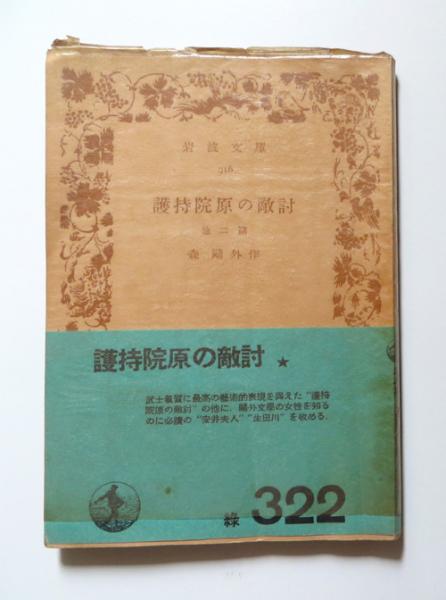 岩波文庫
916
護持院原の敵討
他二篇
森鷗外作
護持院原の敵討 ★
武士氣質に最高の藝術的表現を與えた“護持
院原の敵討”の他に、鷗外文學の女性を知る
のに必讀の“安井夫人”“生田川”を收める.
綠 322